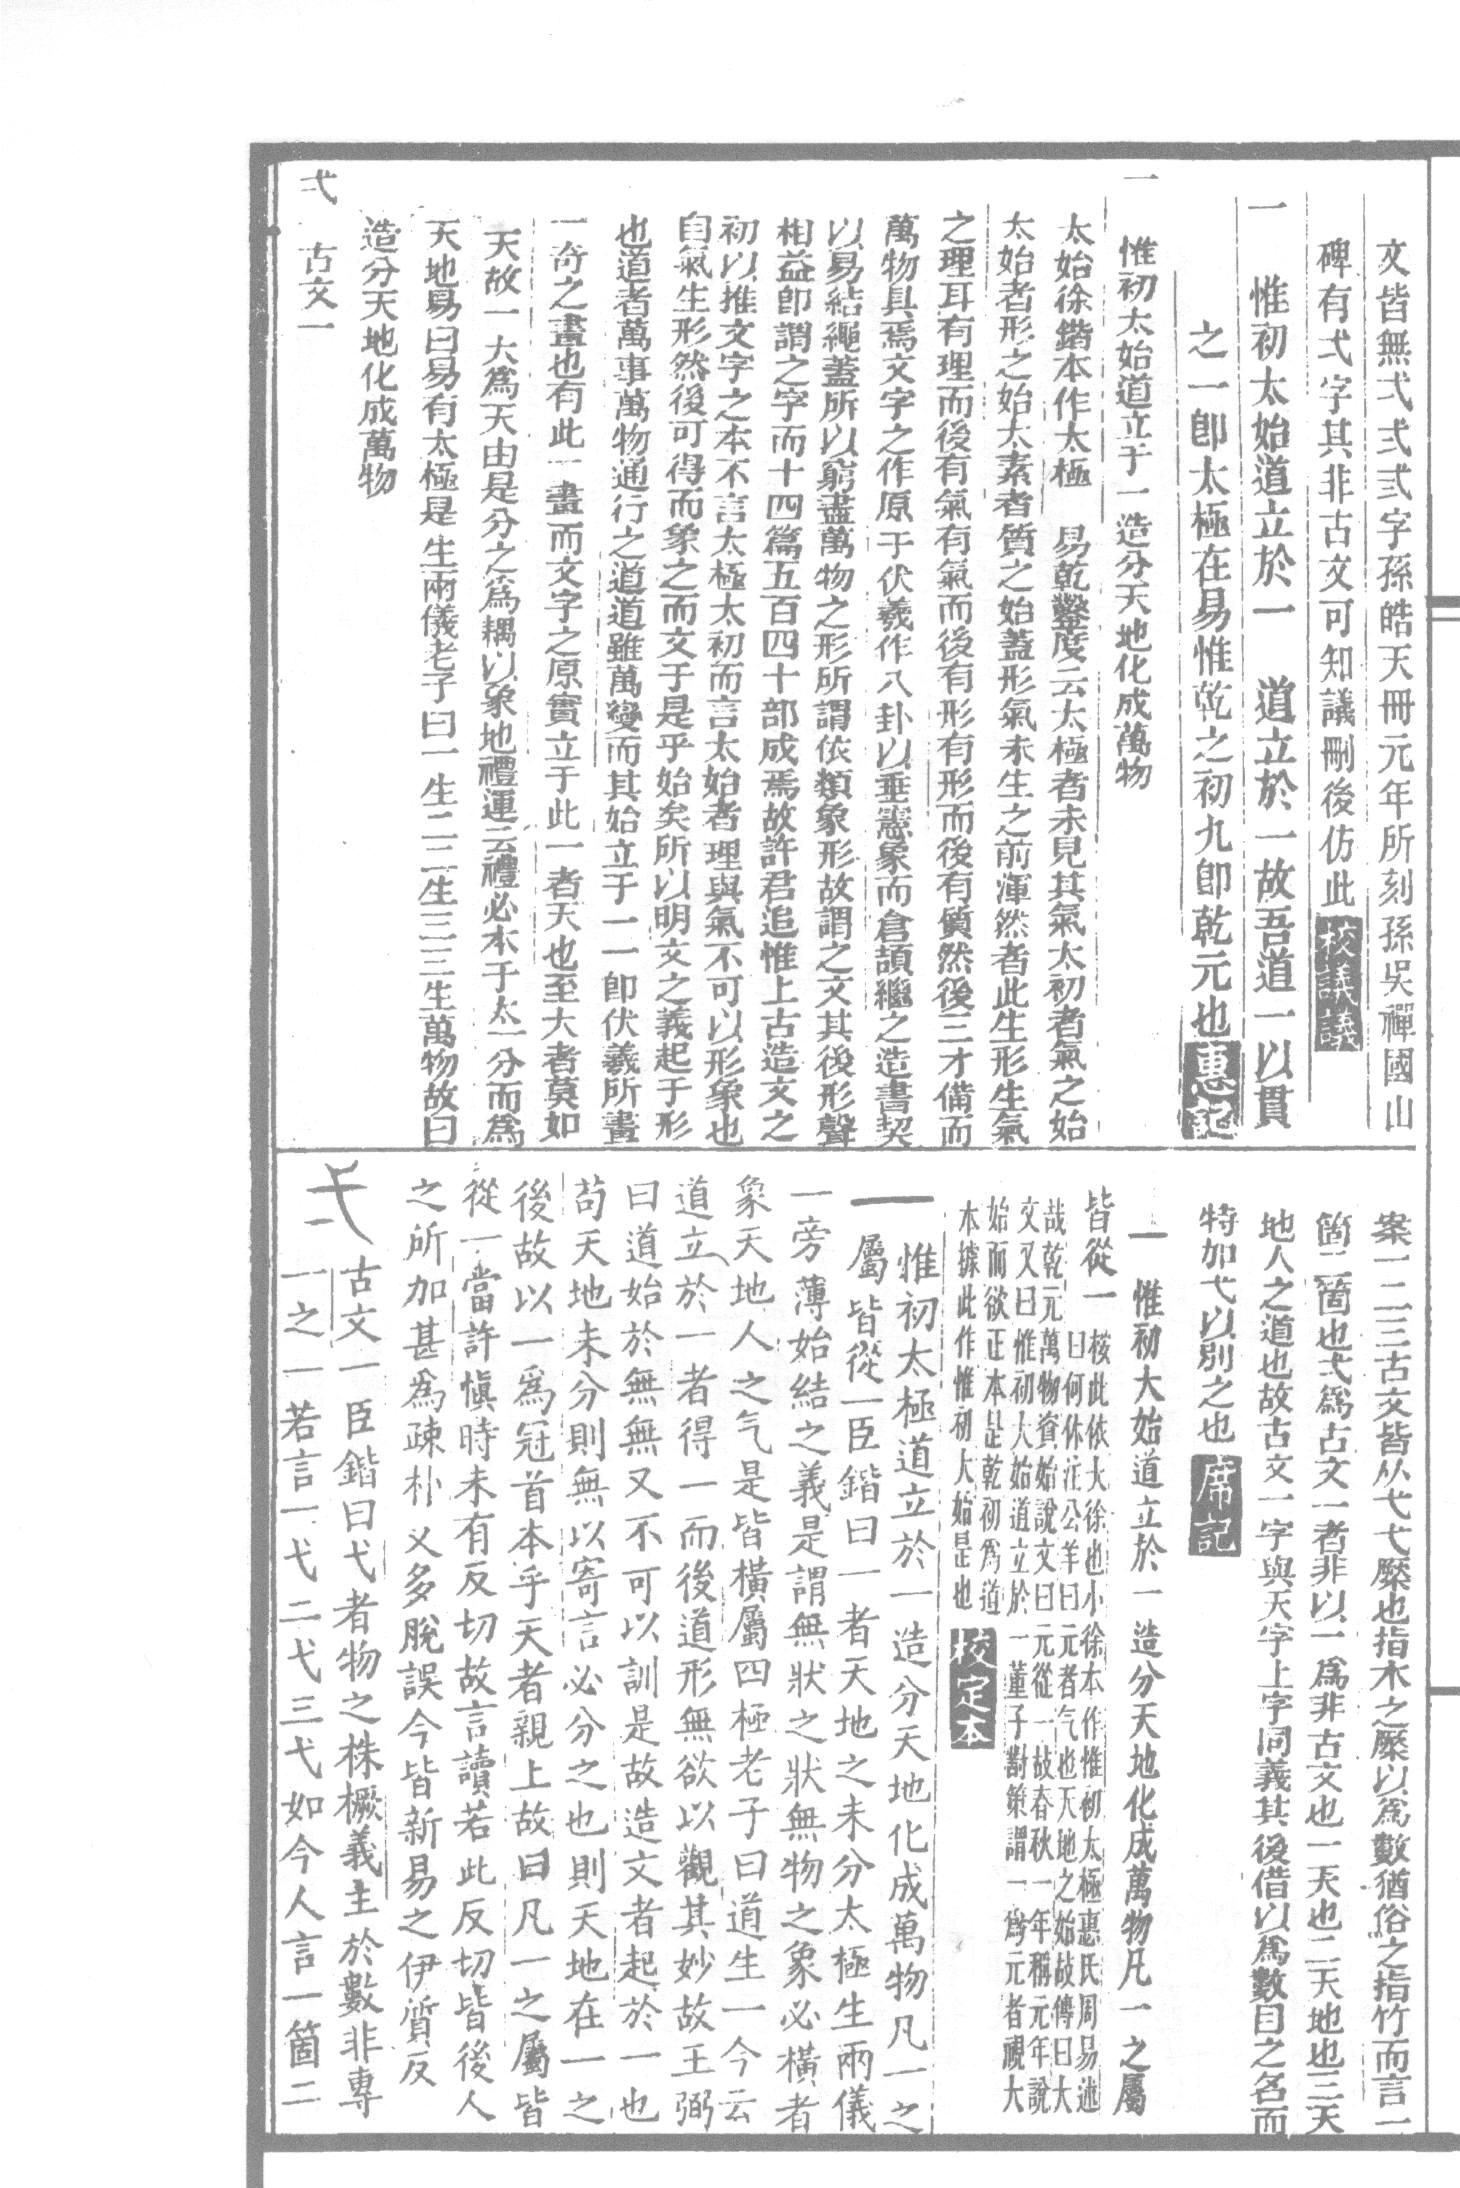 文皆無弌弍弎字孫皓天冊元年所刻孫吳禪國山
碑有弌字其非古文可知議刪後仿此校議議
一　惟初太始道立於一　道立於一故吾道一以貫
之一卽太極在易惟乾之初九卽乾元也惠記
一　惟初太始道立于一造分天地化成萬物
太始徐鍇本作太極　易乾鑿度云太極者未見其氣太初者氣之始
太始者形之始太素者質之始蓋形氣未生之前渾然者此生形生氣
之理耳有理而後有氣有氣而後有形有形而後有質然後三才備而
萬物具焉文字之作原于伏羲作八卦以垂憲象而倉頡繼之造書契
以易結繩蓋所以窮盡萬物之形所謂依類象形故謂之文其後形聲
相益卽謂之字而十四篇五百四十部成焉故許君追惟上古造文之
初以推文字之本不言太極太初而言太始者理與氣不可以形象也
自氣生形然後可得而象之而文于是乎始矣所以明文之義起于形
也道者萬事萬物通行之道道雖萬變而其始立于一一卽伏羲所畫
一奇之畫也有此一畫而文字之原實立于此一者天也至大者莫如
天故一大爲天由是分之爲耦以象地禮運云禮必本于太一分而爲
天地易曰易有太極是生兩儀老子曰一生二二生三三生萬物故曰
造分天地化成萬物
弌　古文一
案一二三古文皆从弋弋檿也指木之檿以爲數猶俗之指竹而言一
箇二箇也弌爲古文一者非以一爲非古文也一天也二天地也三天
地人之道也故古文一字與天字上字同義其後借以爲數目之名而
特加弋以別之也席記
一　惟初大始道立於一造分天地化成萬物凡一之屬
皆從一　核此依大徐也小徐本作惟初太極惠氏周易述
曰何休注公羊曰元者气也天地之始故傳曰大
哉乾元萬物資始說文曰元從一故春秋一年稱元年說
文又曰惟初大始道立於一董子對策謂一爲元者視大
始而欲正本是乾初爲道
本據此作惟初大始是也校定本
一　惟初太極道立於一造分天地化成萬物凡一之
屬皆從一臣鍇曰一者天地之未分太極生兩儀
一旁薄始結之義是謂無狀之狀無物之象必橫者
象天地人之气是皆橫屬四極老子曰道生一今云
道立於一者得一而後道形無欲以觀其妙故王弼
曰道始於無無又不可以訓是故造文者起於一也
苟天地未分則無以寄言必分之也則天地在一之
後故以一爲冠首本乎天者親上故曰凡一之屬皆
從一當許愼時未有反切故言讀若此反切皆後人
之所加甚爲疎朴又多脫誤今皆新易之伊質反
弌　古文一臣鍇曰弋者物之株橛義主於數非專
一之一若言一弋二弋三弋如今人言一箇二